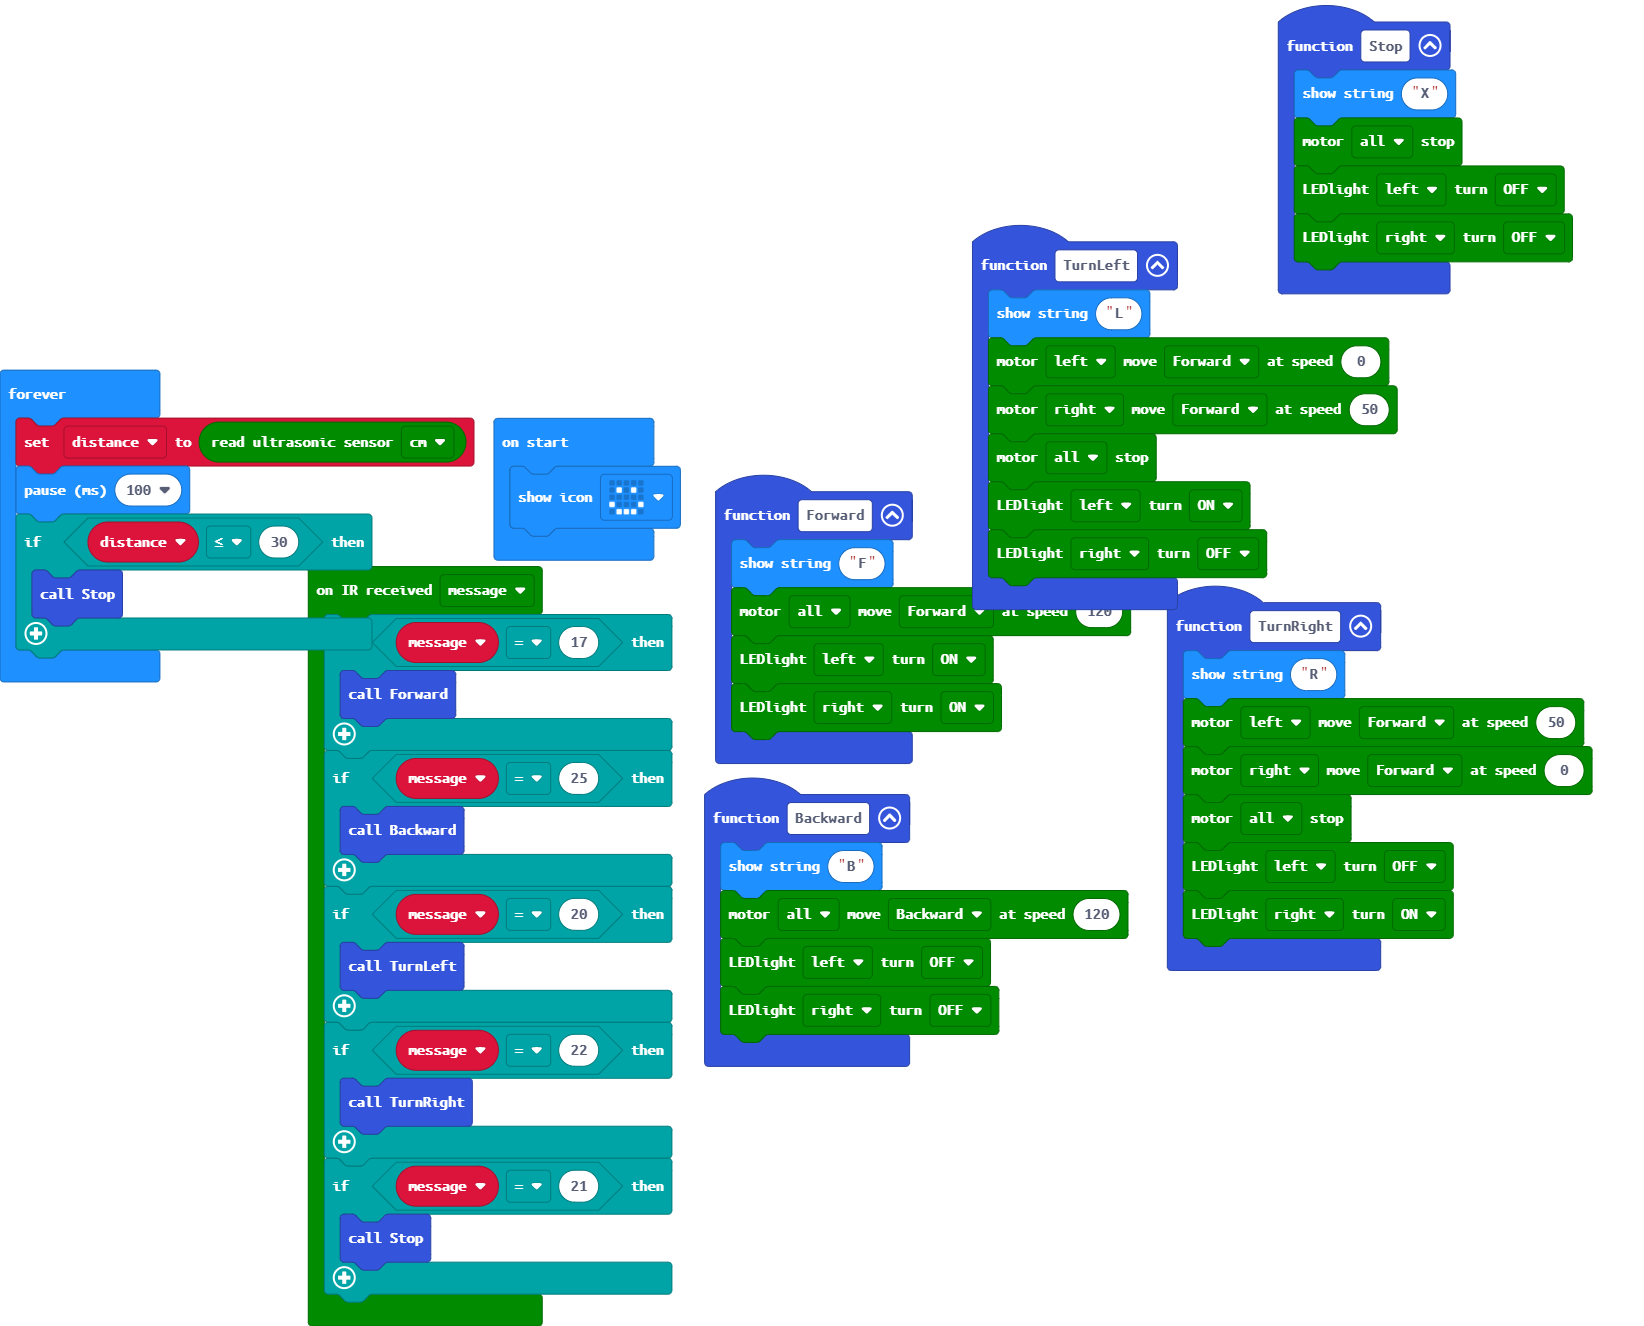 forever
set distance to read ultrasonic sensor cm
pause (ms) 100
if distance ≤ 30 then
call Stop
on start
show icon
on IR received message
message = 17 then
call Forward
if message = 25 then
call Backward
if message = 20 then
call TurnLeft
if message = 22 then
call TurnRight
if message = 21 then
call Stop
function Forward
show string "F"
motor all move Forward at speed 120
LEDlight left turn ON
LEDlight right turn ON
function Backward
show string "B"
motor all move Backward at speed 120
LEDlight left turn OFF
LEDlight right turn OFF
function TurnLeft
show string "L"
motor left move Forward at speed 0
motor right move Forward at speed 50
motor all stop
LEDlight left turn ON
LEDlight right turn OFF
function Stop
show string "X"
motor all stop
LEDlight left turn OFF
LEDlight right turn OFF
function TurnRight
show string "R"
motor left move Forward at speed 50
motor right move Forward at speed 0
motor all stop
LEDlight left turn OFF
LEDlight right turn ON